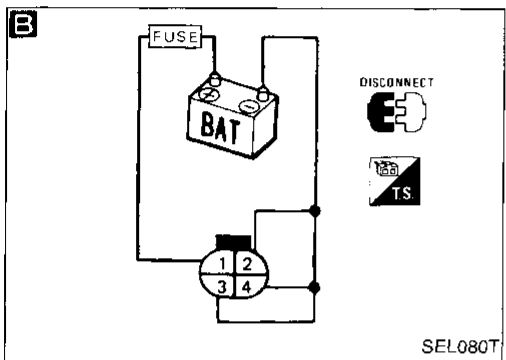 B
FUSE
+ -
BAT
DISCONNECT
T.S.
1 2
3 4
SEL080T